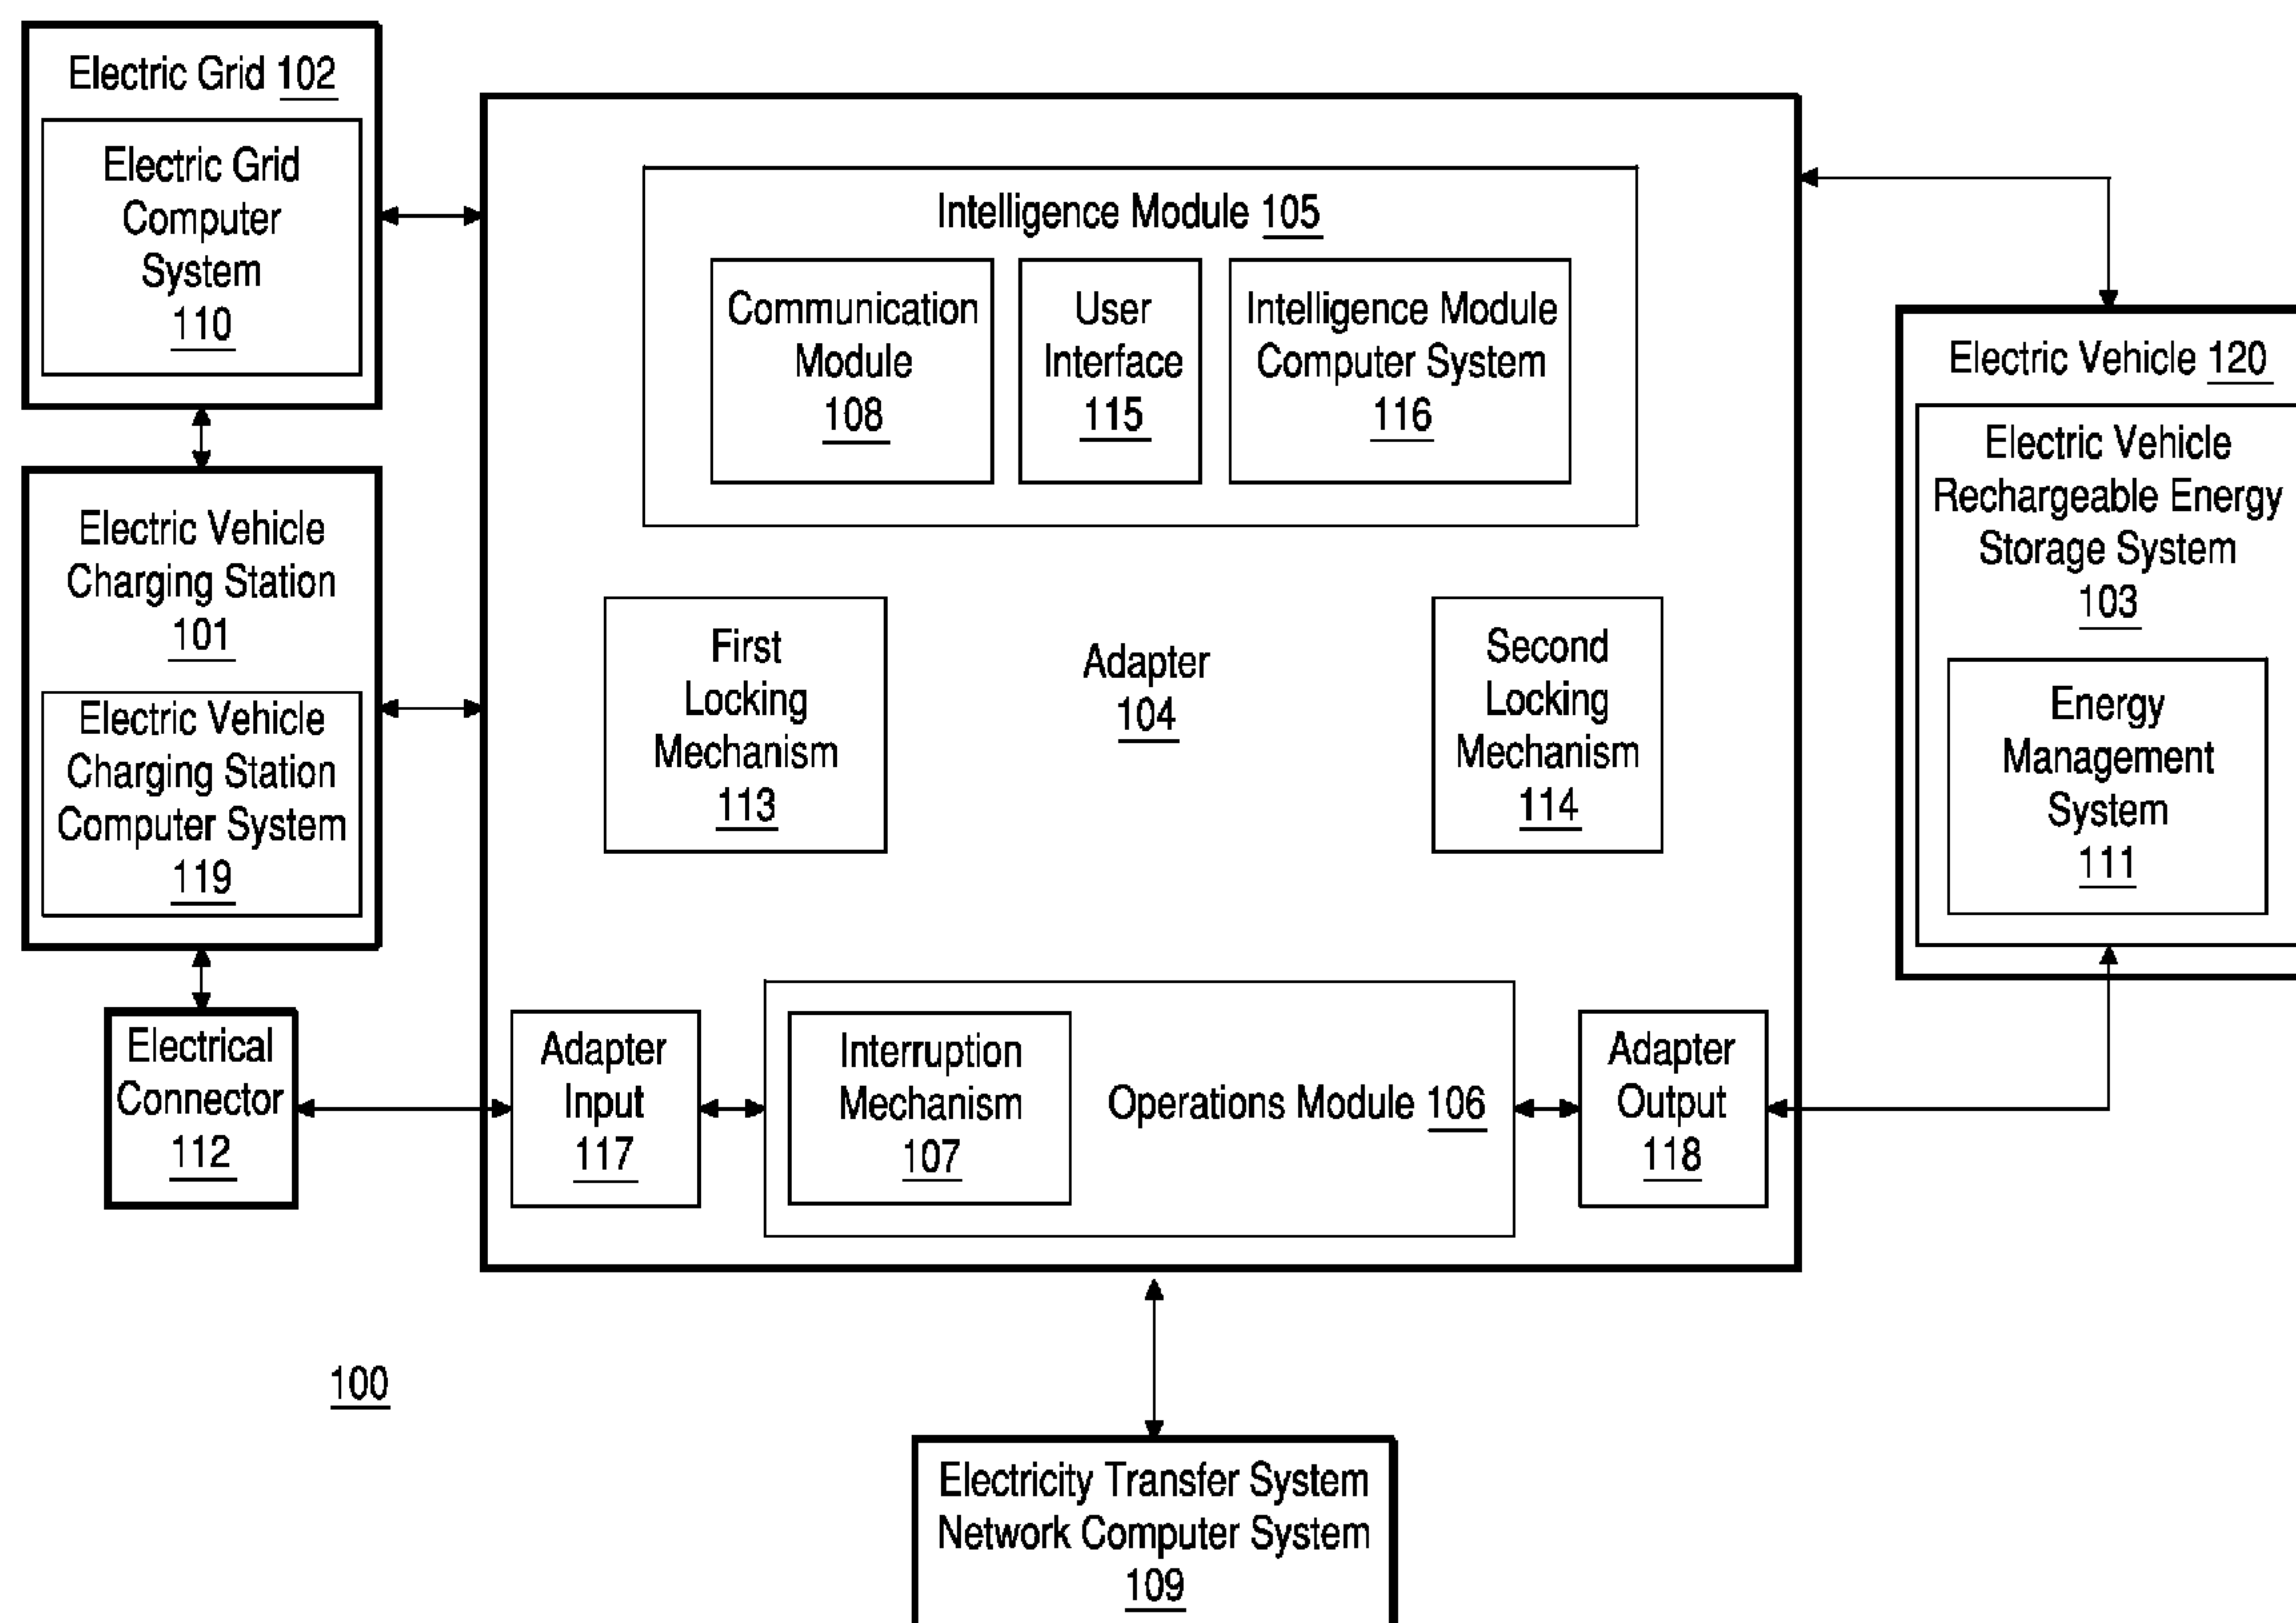 Electric Grid 102
Electric Grid
Computer
System
110
Electric Vehicle
Charging Station
101
Electric Vehicle
Charging Station
Computer System
119
Electrical
Connector
112
Intelligence Module 105
Communication
Module
108
User
Interface
115
Intelligence Module
Computer System
116
First
Locking
Mechanism
113
Adapter
104
Second
Locking
Mechanism
114
Adapter
Input
117
Interruption
Mechanism
107
Operations Module 106
Adapter
Output
118
Electric Vehicle 120
Electric Vehicle
Rechargeable Energy
Storage System
103
Energy
Management
System
111
100
Electricity Transfer System
Network Computer System
109